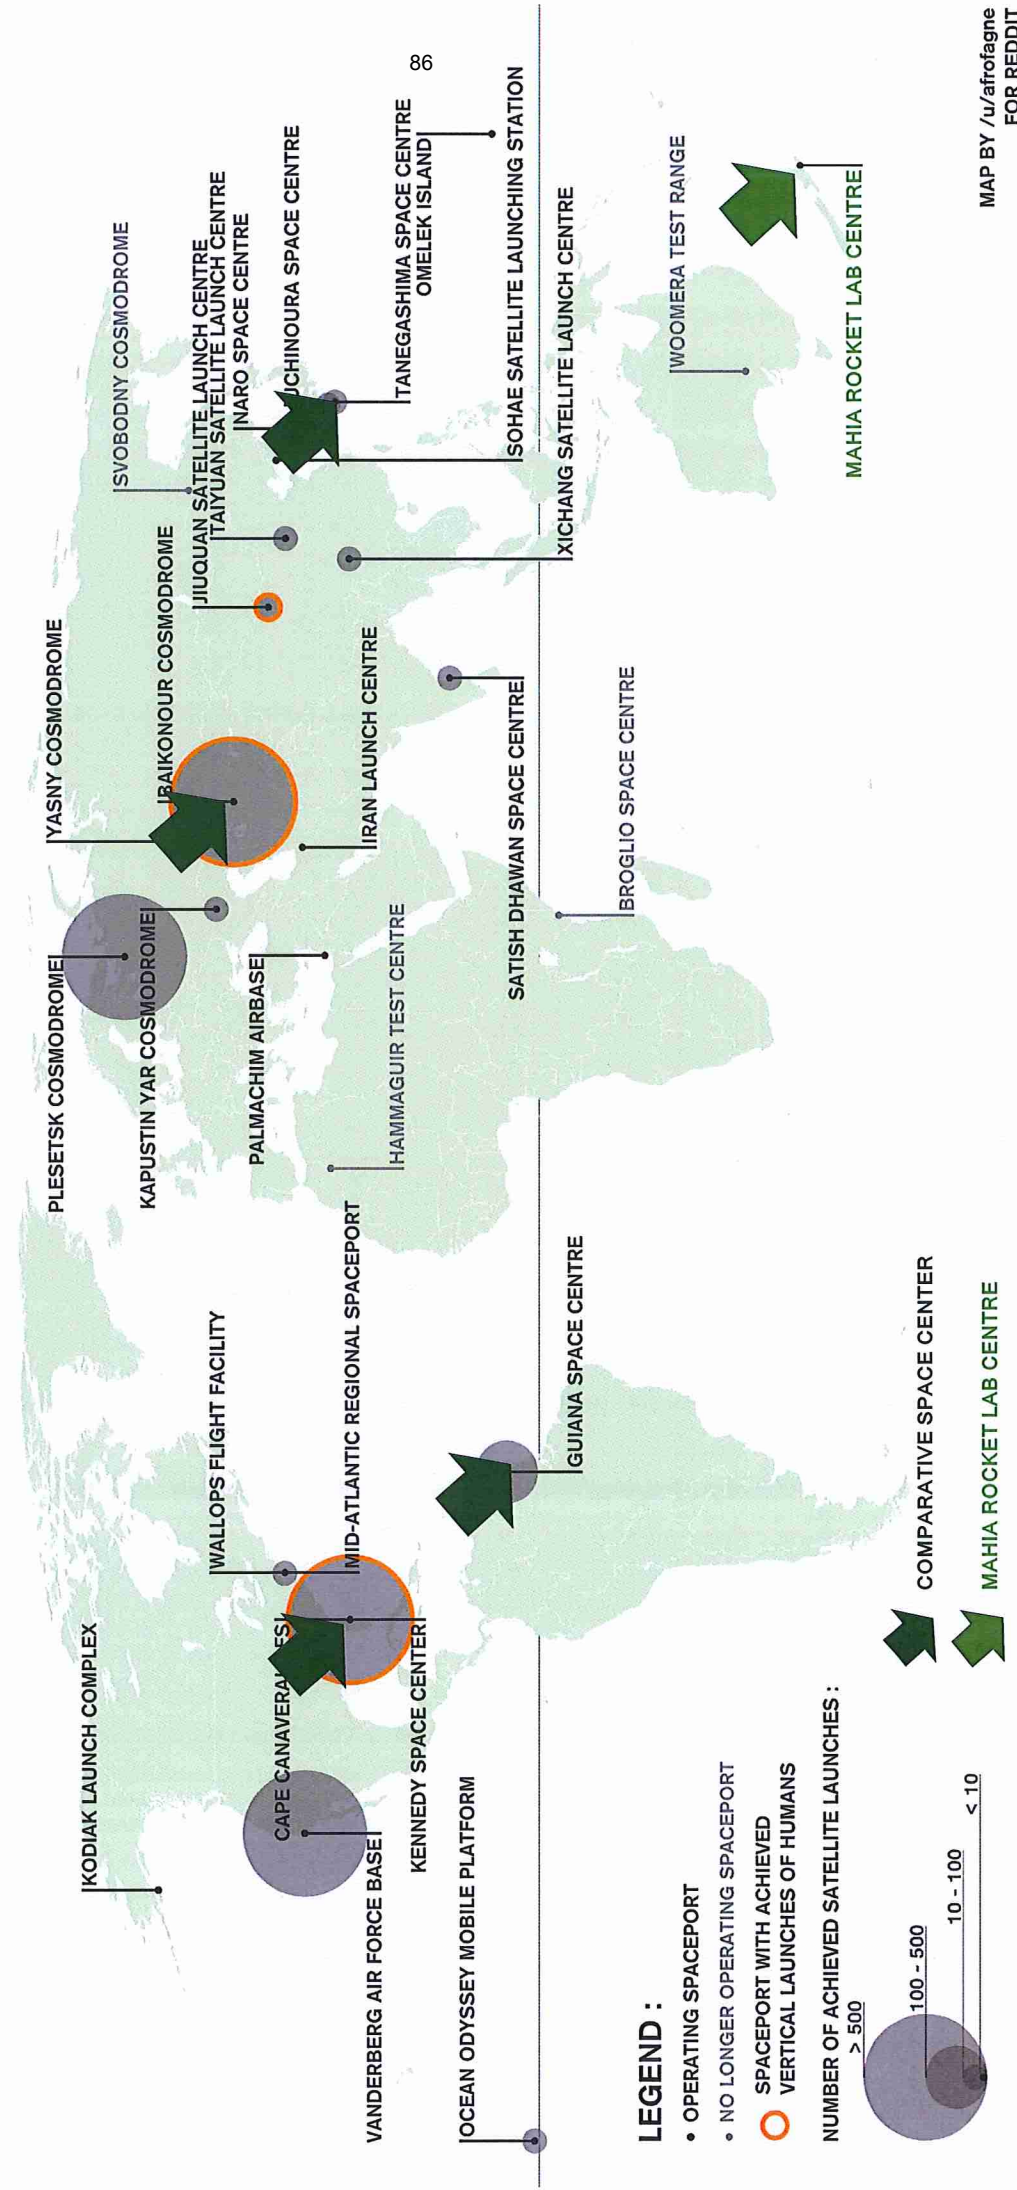 86
KODIAK LAUNCH COMPLEX
WALLOPS FLIGHT FACILITY
MID-ATLANTIC REGIONAL SPACEPORT
CAPE CANAVERAL
KENNEDY SPACE CENTER
VANDERBERG AIR FORCE BASE
OCEAN ODYSSEY MOBILE PLATFORM
GUIANA SPACE CENTRE
PLESETSK COSMODROME
KAPUSTIN YAR COSMODROME
PALMACHIM AIRBASE
HAMMAGUIR TEST CENTRE
YASNY COSMODROME
BAIKONOUR COSMODROME
IRAN LAUNCH CENTRE
SATISH DHAWAN SPACE CENTRE
BROGLIO SPACE CENTRE
SVOBODNY COSMODROME
JIUQUAN SATELLITE LAUNCH CENTRE
TAIYUAN SATELLITE LAUNCH CENTRE
NARO SPACE CENTRE
UCHINOURA SPACE CENTRE
TANEGASHIMA SPACE CENTRE
OMELEK ISLAND
SOHAE SATELLITE LAUNCHING STATION
XICHANG SATELLITE LAUNCH CENTRE
WOOMERA TEST RANGE
MAHIA ROCKET LAB CENTRE
LEGEND :
OPERATING SPACEPORT
NO LONGER OPERATING SPACEPORT
SPACEPORT WITH ACHIEVED
VERTICAL LAUNCHES OF HUMANS
NUMBER OF ACHIEVED SATELLITE LAUNCHES :
> 500
100 - 500
10 - 100
< 10
COMPARATIVE SPACE CENTER
MAHIA ROCKET LAB CENTRE
MAP BY /u/afrofagne
FOR REDDIT